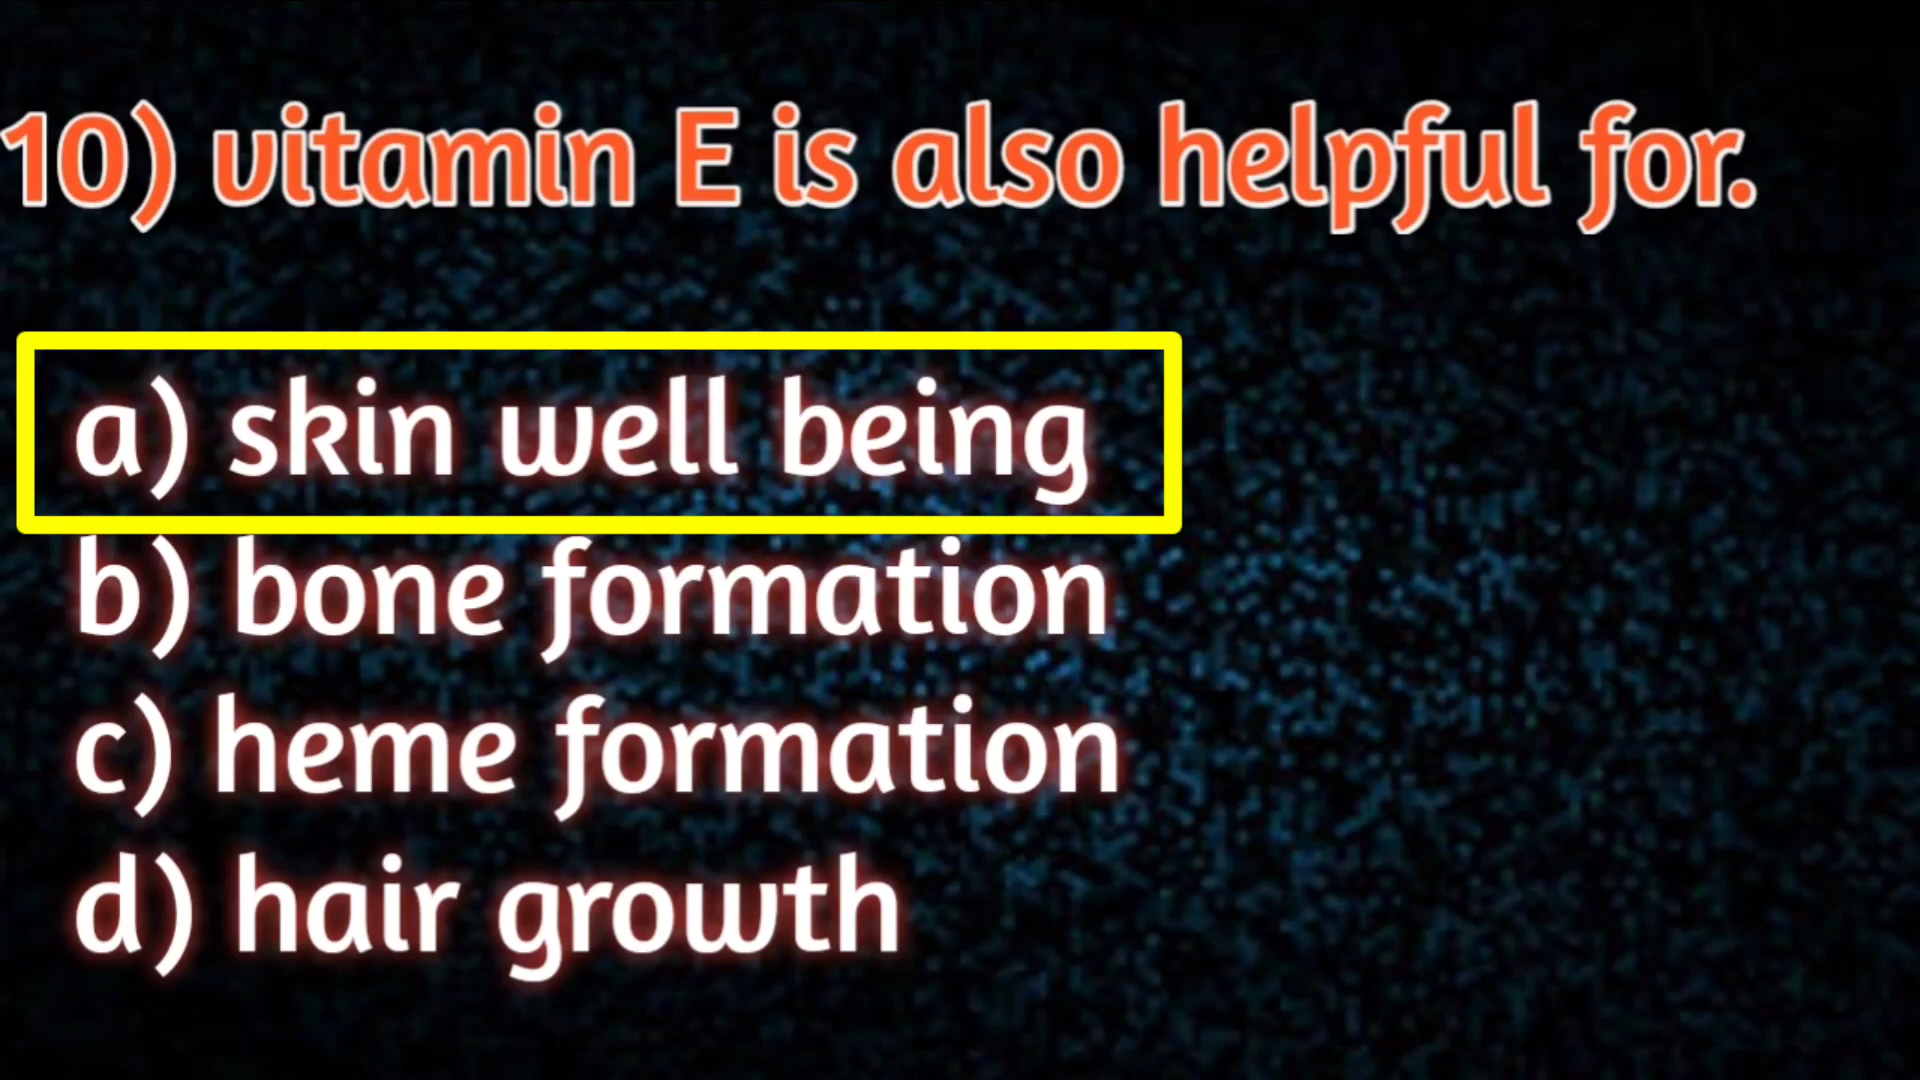 10) vitamin E is also helpful for.
a) skin well being
b) bone formation
c) heme formation
d) hair growth